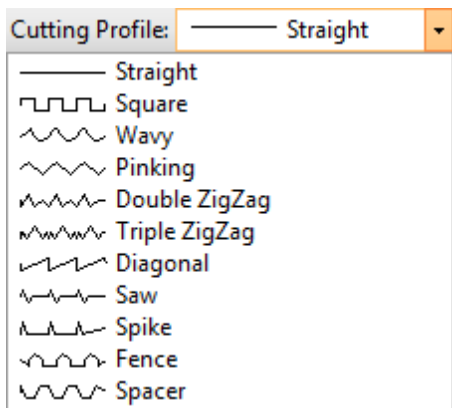 Cutting Profile: Straight
Straight
Square
Wavy
Pinking
Double ZigZag
Triple ZigZag
Diagonal
Saw
Spike
Fence
Spacer